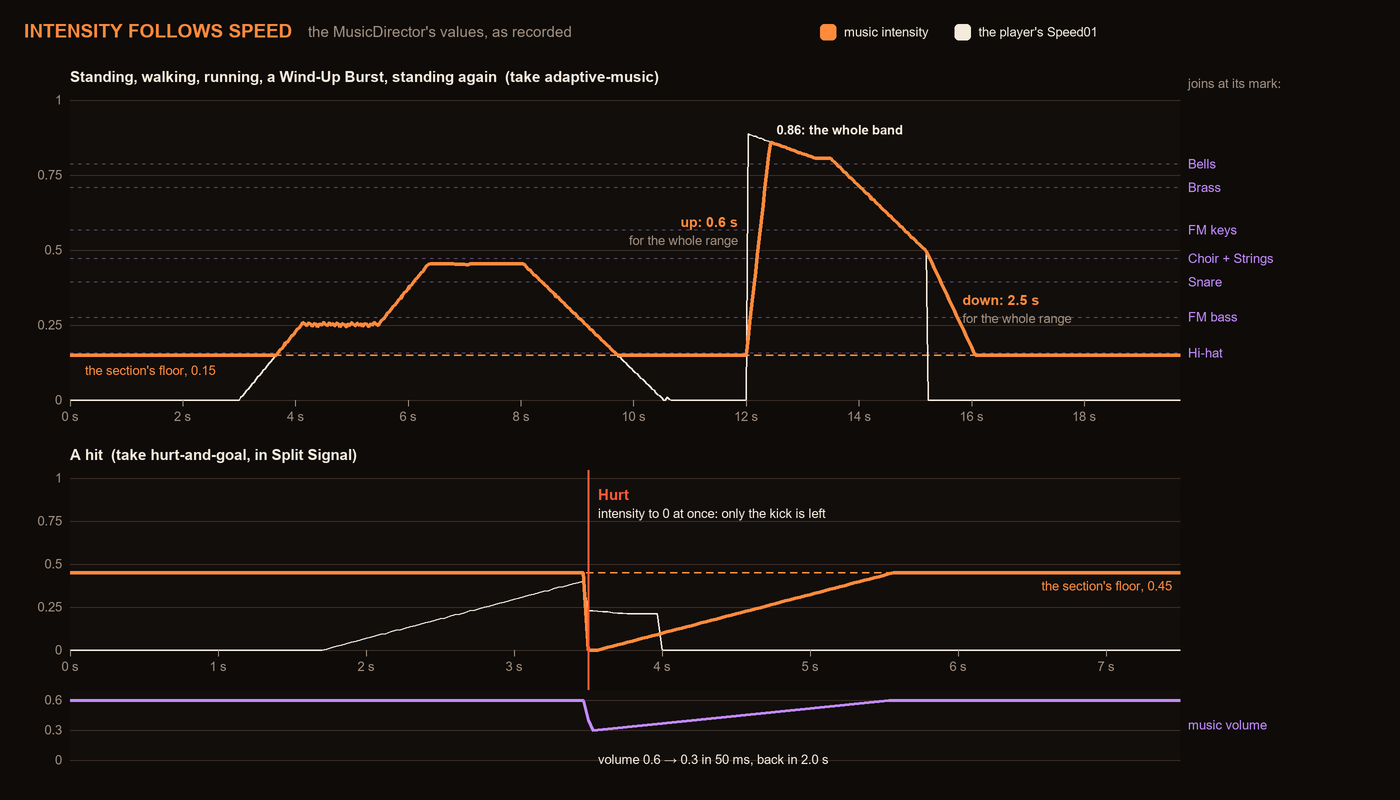 INTENSITY FOLLOWS SPEED the MusicDirector's values, as recorded
music intensity the player's Speed01
Standing, walking, running, a Wind-Up Burst, standing again (take adaptive-music)
joins at its mark:
1
0.86: the whole band
Bells
0.75
Brass
up: 0.6 s
FM keys
for the whole range
0.5
Choir + Strings
Snare
down: 2.5 s
for the whole range
FM bass
0.25
Hi-hat
the section's floor, 0.15
0
0 s 2 s 4 s 6 s 8 s 10 s 12 s 14 s 16 s 18 s
A hit (take hurt-and-goal, in Split Signal)
1
Hurt
intensity to 0 at once: only the kick is left
0.75
0.5
the section's floor, 0.45
0.25
0
0 s 1 s 2 s 3 s 4 s 5 s 6 s 7 s
0.6
0.3
music volume
0
volume 0.6 → 0.3 in 50 ms, back in 2.0 s